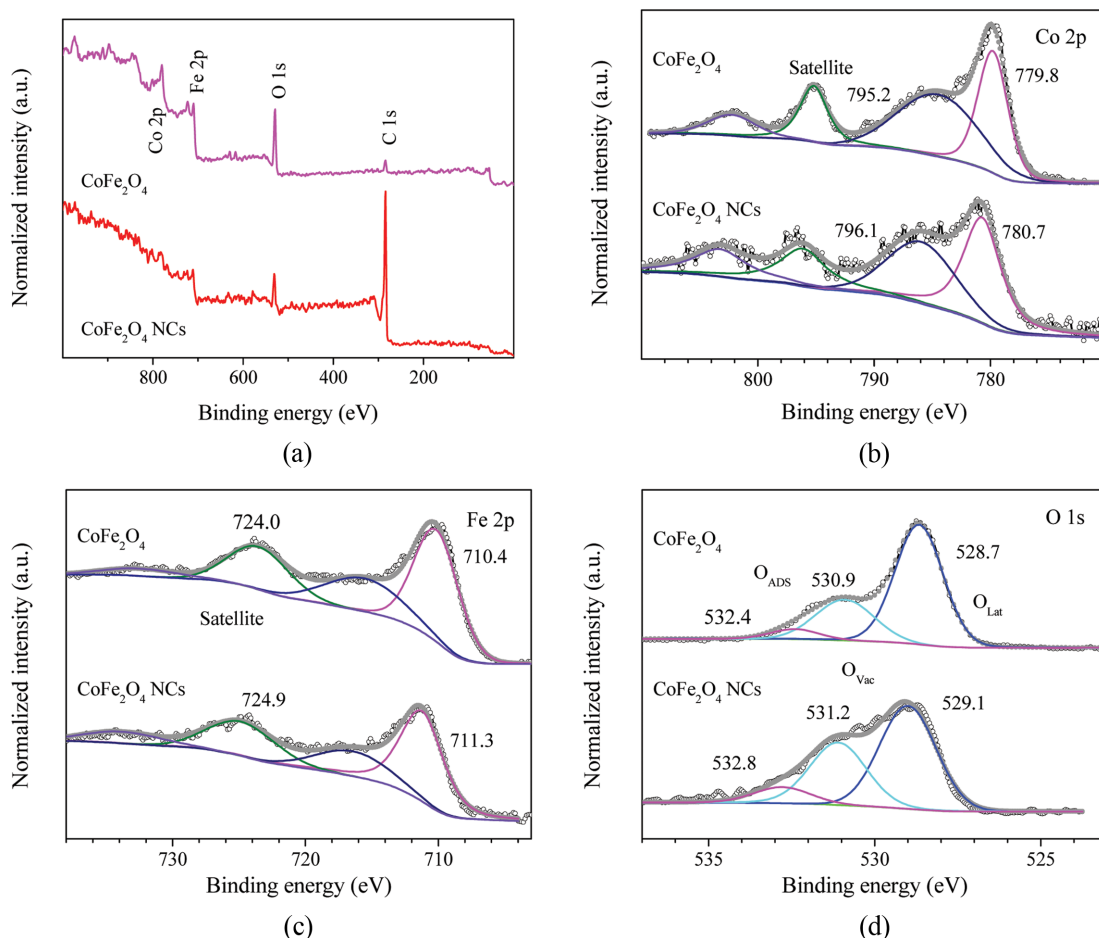 Normalized intensity (a.u.)
Co 2p
Fe 2p
O 1s
C 1s
CoFe₂O₄
CoFe₂O₄ NCs
800 600 400 200
Binding energy (eV)
(a)
Normalized intensity (a.u.)
Co 2p
CoFe₂O₄
Satellite
795.2
779.8
CoFe₂O₄ NCs
796.1
780.7
800 790 780
Binding energy (eV)
(b)
Normalized intensity (a.u.)
Fe 2p
CoFe₂O₄
724.0
710.4
Satellite
CoFe₂O₄ NCs
724.9
711.3
730 720 710
Binding energy (eV)
(c)
Normalized intensity (a.u.)
O 1s
CoFe₂O₄
528.7
O_ADS
530.9
O_Lat
532.4
O_Vac
CoFe₂O₄ NCs
529.1
531.2
532.8
535 530 525
Binding energy (eV)
(d)